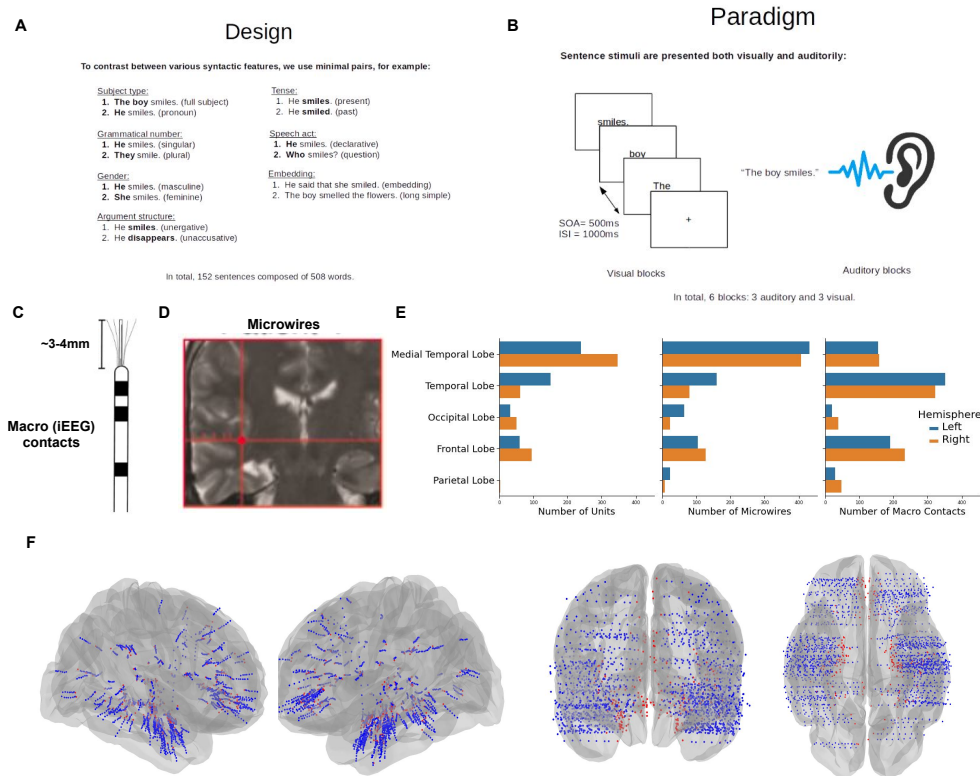 A
Design
To contrast between various syntactic features, we use minimal pairs, for example:
Subject type:
1. The boy smiles. (full subject)
2. He smiles. (pronoun)
Grammatical number:
1. He smiles. (singular)
2. They smile. (plural)
Gender:
1. He smiles. (masculine)
2. She smiles. (feminine)
Argument structure:
1. He smiles. (unergative)
2. He disappears. (unaccusative)
Tense:
1. He smiles. (present)
2. He smiled. (past)
Speech act:
1. He smiles. (declarative)
2. Who smiles? (question)
Embedding:
1. He said that she smiled. (embedding)
2. The boy smelled the flowers. (long simple)
In total, 152 sentences composed of 508 words.
B
Paradigm
Sentence stimuli are presented both visually and auditorily:
smiles.
boy
The
+
SOA= 500ms
ISI = 1000ms
Visual blocks
“The boy smiles.”
Auditory blocks
In total, 6 blocks: 3 auditory and 3 visual.
C
~3-4mm
Macro (iEEG)
contacts
D
Microwires
E
Medial Temporal Lobe
Temporal Lobe
Occipital Lobe
Frontal Lobe
Parietal Lobe
0 100 200 300 400
Number of Units
0 100 200 300 400
Number of Microwires
0 100 200 300 400
Number of Macro Contacts
Hemisphere
Left
Right
F